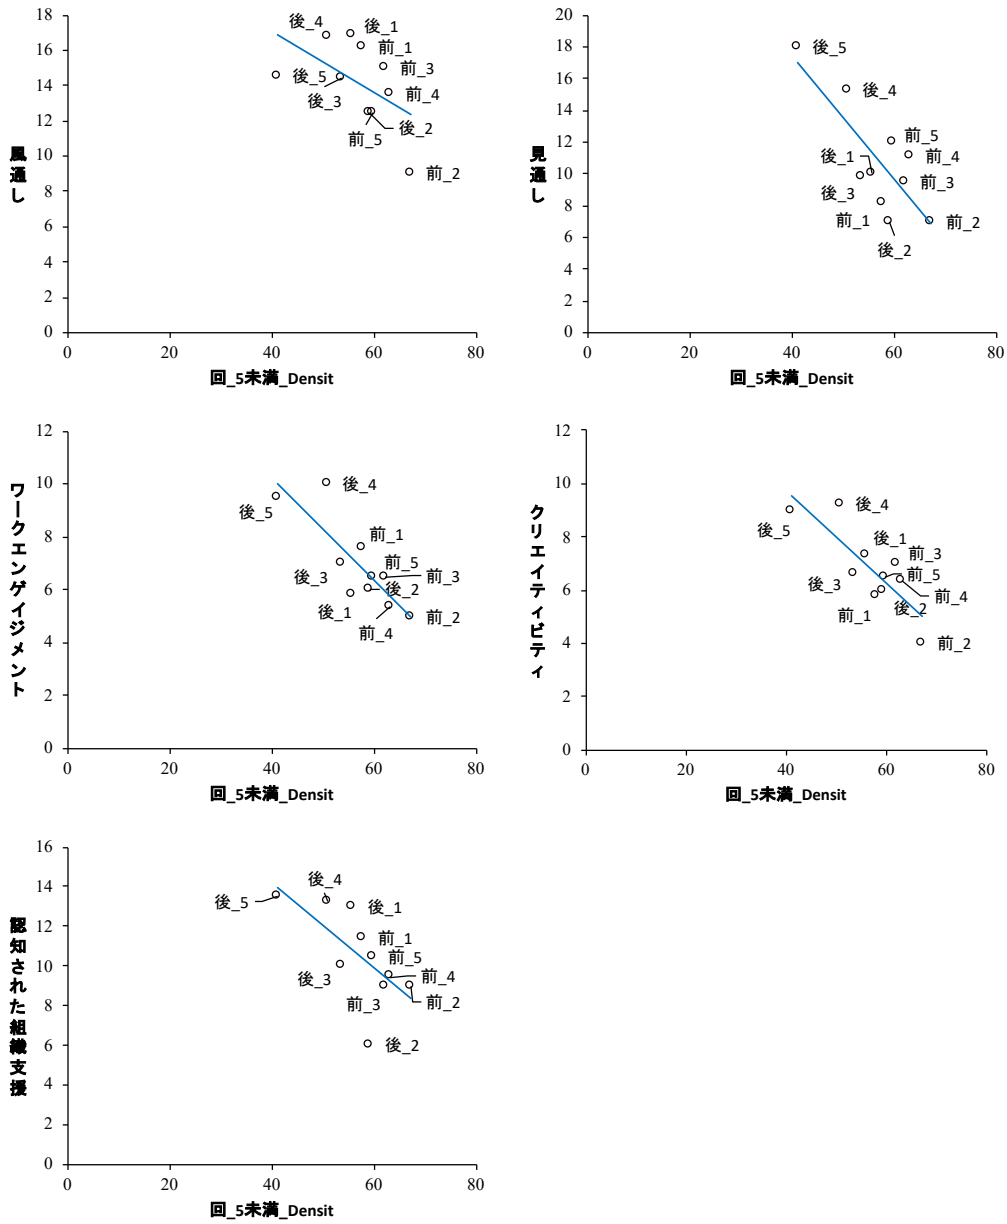 18
16
14
12
10
8
6
4
2
0
0 20 40 60 80
風通し
回_5未満_Densit
後_4
後_1
前_1
前_3
後_5
前_4
後_3
後_2
前_5
前_2
20
18
16
14
12
10
8
6
4
2
0
0 20 40 60 80
見通し
回_5未満_Densit
後_5
後_4
前_5
後_1
前_4
前_3
後_3
前_1
前_2
後_2
12
10
8
6
4
2
0
0 20 40 60 80
ワークエンゲイジメント
回_5未満_Densit
後_4
後_5
前_1
前_5
後_3
前_3
後_2
後_1
前_2
前_4
12
10
8
6
4
2
0
0 20 40 60 80
クリエイティビティ
回_5未満_Densit
後_4
後_5
後_1
前_3
前_5
後_3
前_4
後_2
前_1
前_2
16
14
12
10
8
6
4
2
0
0 20 40 60 80
認知された組織支援
回_5未満_Densit
後_4
後_5
後_1
前_1
前_5
後_3
前_4
前_3
前_2
後_2